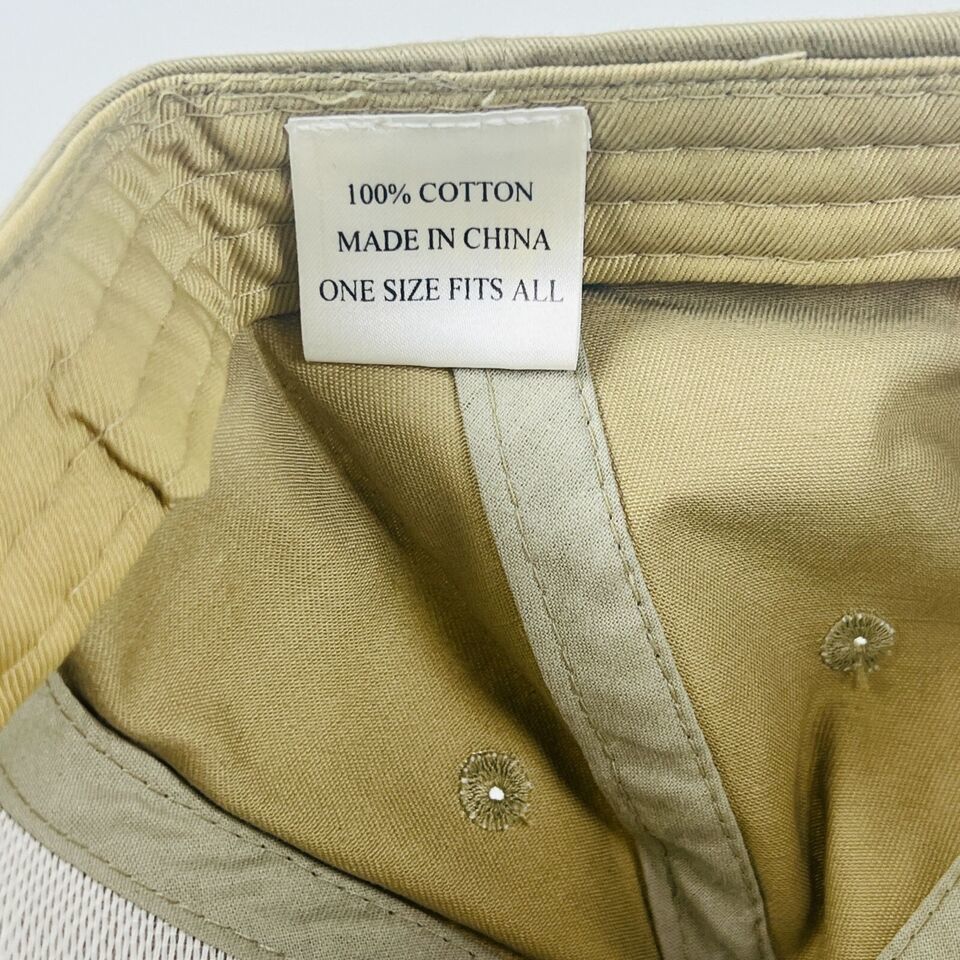 100% COTTON
MADE IN CHINA
ONE SIZE FITS ALL